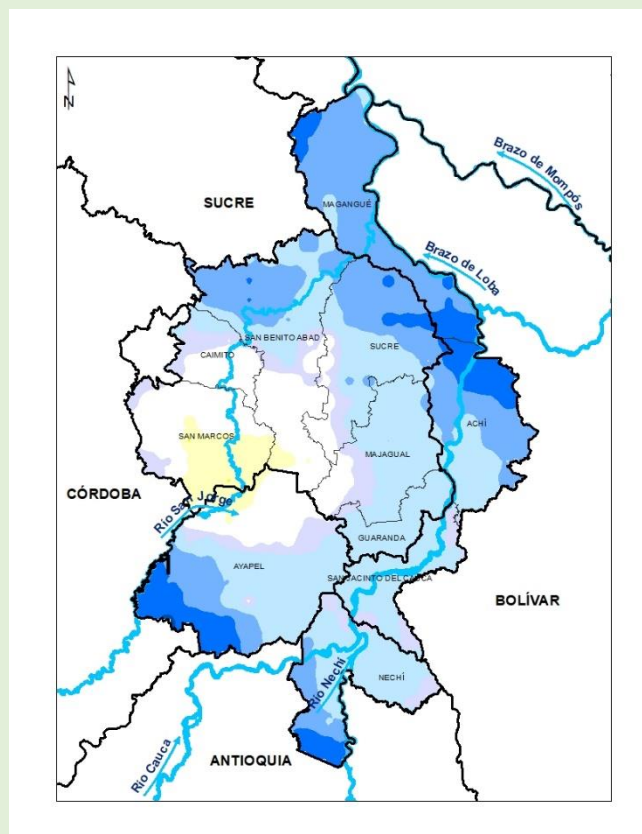 N
Brazo de Mompós
SUCRE
MAGANGUÉ
Brazo de Loba
SAN BENITO ABAD
SUCRE
CAIMITO
ACHÍ
SAN MARCOS
MAJAGUAL
CÓRDOBA
Río San Jorge
GUARANDA
AYAPEL
SAN JACINTO DEL CAUCA
BOLÍVAR
NECHÍ
Río Nechí
Río Cauca
ANTIOQUIA